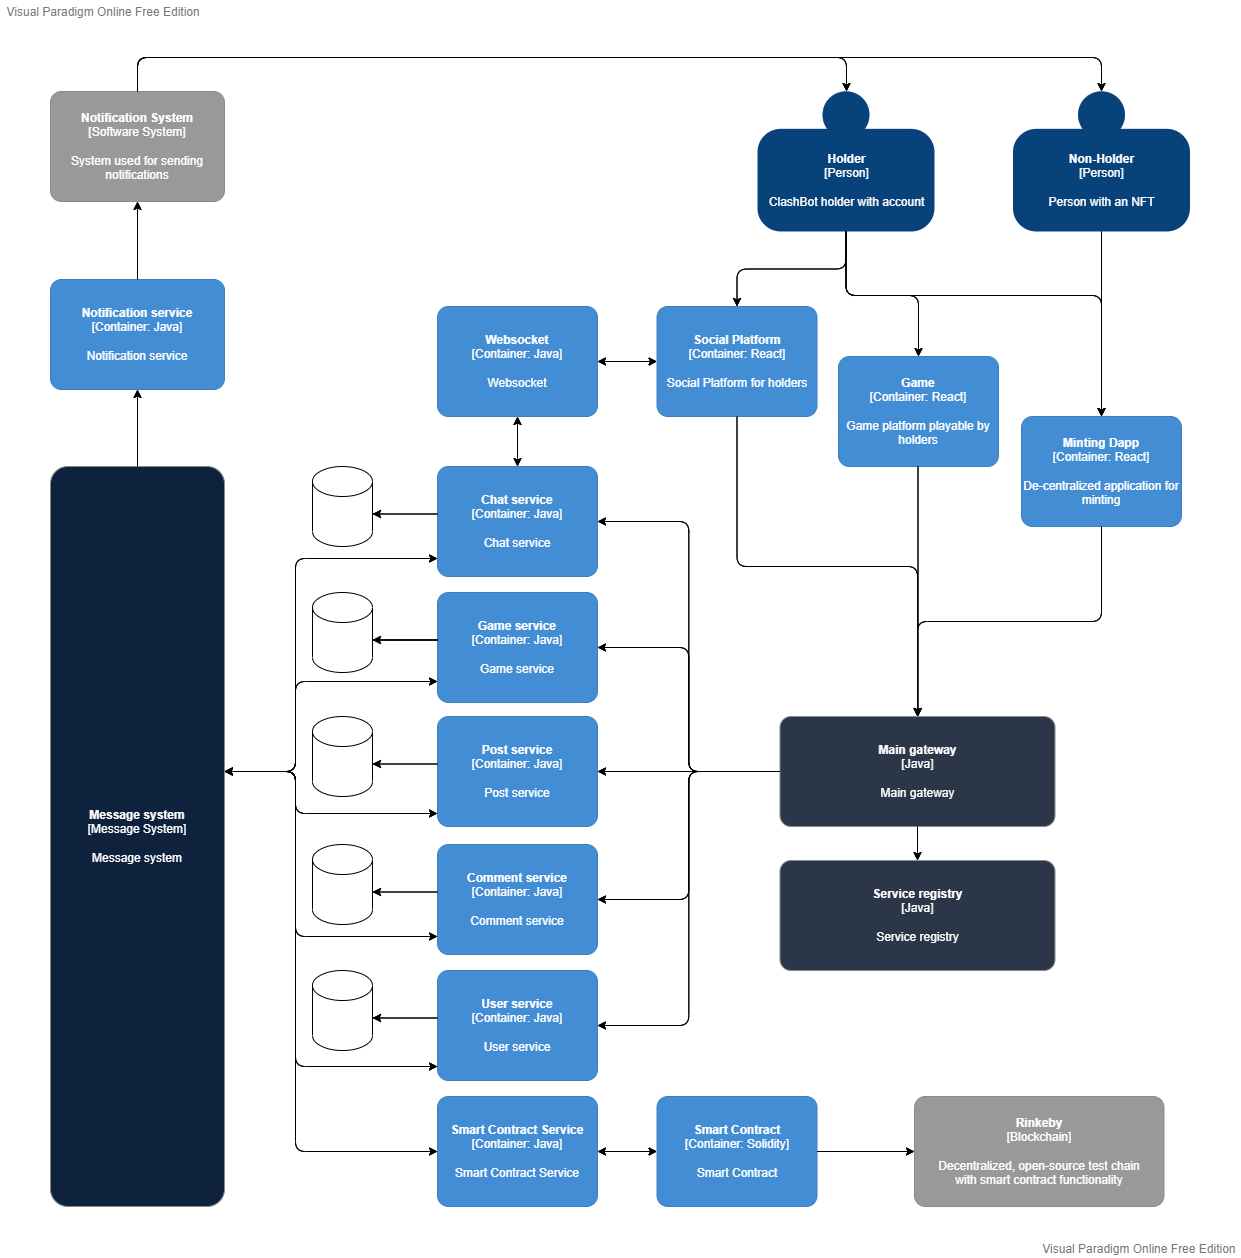 Visual Paradigm Online Free Edition
Notification System
[Software System]
System used for sending
notifications
Holder
[Person]
ClashBot holder with account
Non-Holder
[Person]
Person with an NFT
Notification service
[Container: Java]
Notification service
Websocket
[Container: Java]
Websocket
Social Platform
[Container: React]
Social Platform for holders
Game
[Container: React]
Game platform playable by
holders
Minting Dapp
[Container: React]
De-centralized application for
minting
Chat service
[Container: Java]
Chat service
Game service
[Container: Java]
Game service
Post service
[Container: Java]
Post service
Main gateway
[Java]
Main gateway
Message system
[Message System]
Message system
Comment service
[Container: Java]
Comment service
Service registry
[Java]
Service registry
User service
[Container: Java]
User service
Smart Contract Service
[Container: Java]
Smart Contract Service
Smart Contract
[Container: Solidity]
Smart Contract
Rinkeby
[Blockchain]
Decentralized, open-source test chain
with smart contract functionality
Visual Paradigm Online Free Edition